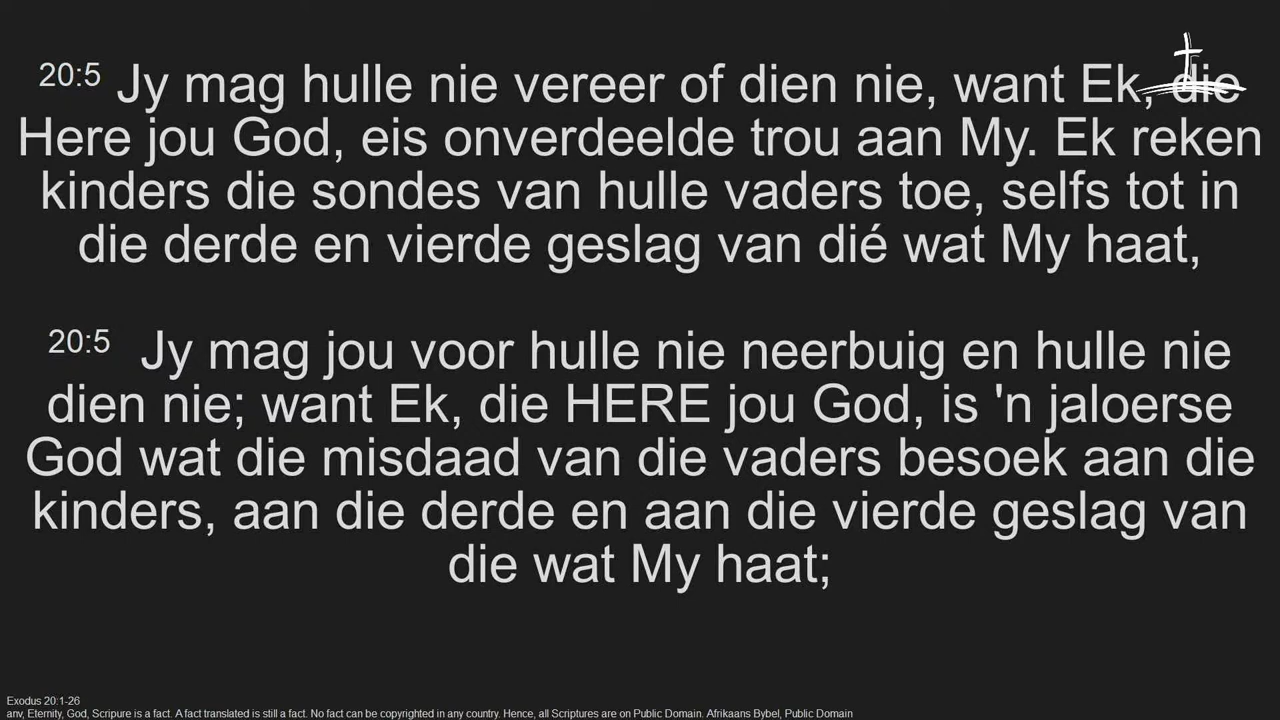 20:5 Jy mag hulle nie vereer of dien nie, want Ek, die
Here jou God, eis onverdeelde trou aan My. Ek reken
kinders die sondes van hulle vaders toe, selfs tot in
die derde en vierde geslag van dié wat My haat,
20:5 Jy mag jou voor hulle nie neerbuig en hulle nie
dien nie; want Ek, die HERE jou God, is 'n jaloerse
God wat die misdaad van die vaders besoek aan die
kinders, aan die derde en aan die vierde geslag van
die wat My haat;
Exodus 20:1-26
anv, Eternity, God, Scripure is a fact. A fact translated is still a fact. No fact can be copyrighted in any country. Hence, all Scriptures are on Public Domain. Afrikaans Bybel, Public Domain